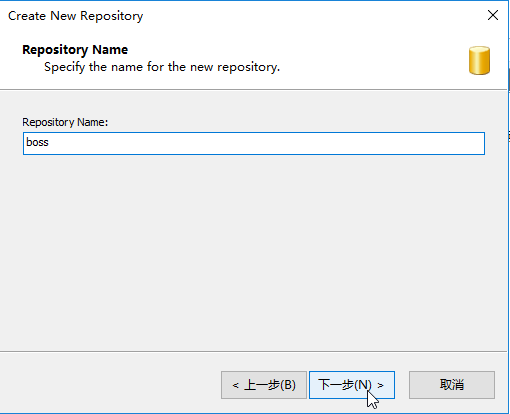 Create New Repository
Repository Name
Specify the name for the new repository.
Repository Name:
boss
< 上一步(B)
下一步(N) >
取消